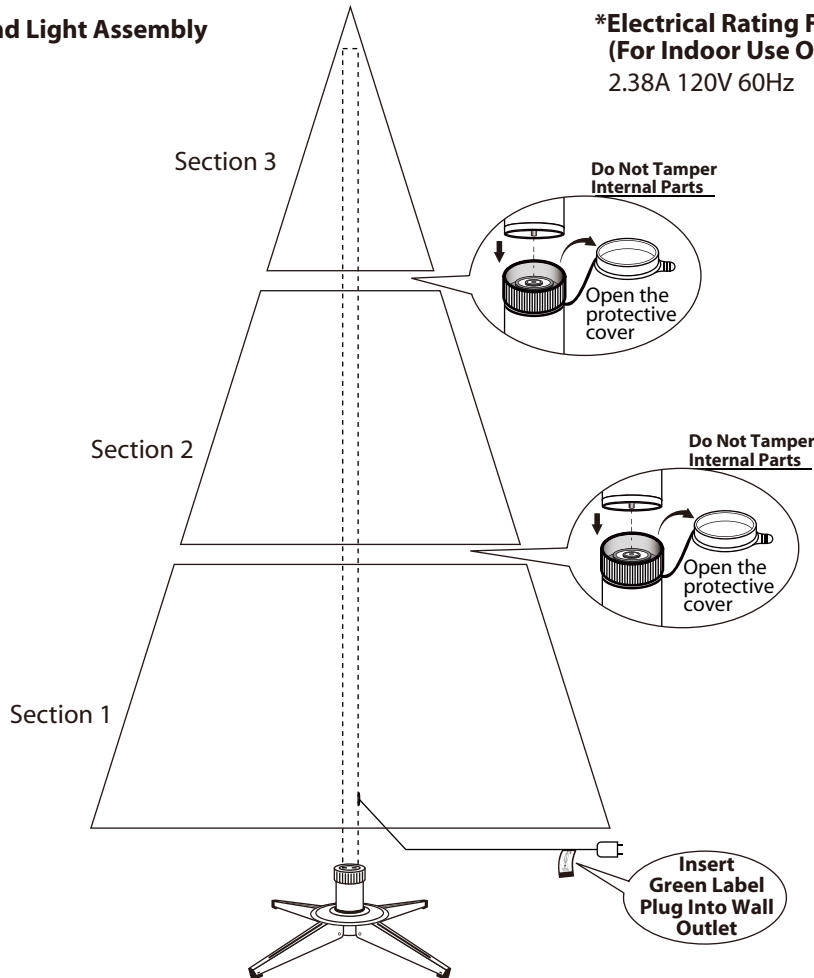 nd Light Assembly
*Electrical Rating F
(For Indoor Use O
2.38A 120V 60Hz
Section 3
Do Not Tamper
Internal Parts
Open the
protective
cover
Section 2
Do Not Tamper
Internal Parts
Open the
protective
cover
Section 1
Insert
Green Label
Plug Into Wall
Outlet